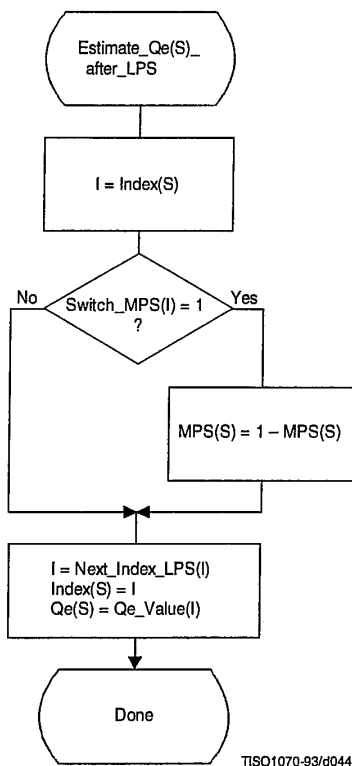 Estimate_Qe(S)_
after_LPS
I = Index(S)
No
Switch_MPS(I) = 1
?
Yes
MPS(S) = 1 – MPS(S)
I = Next_Index_LPS(I)
Index(S) = I
Qe(S) = Qe_Value(I)
Done
TISO1070-93/d044